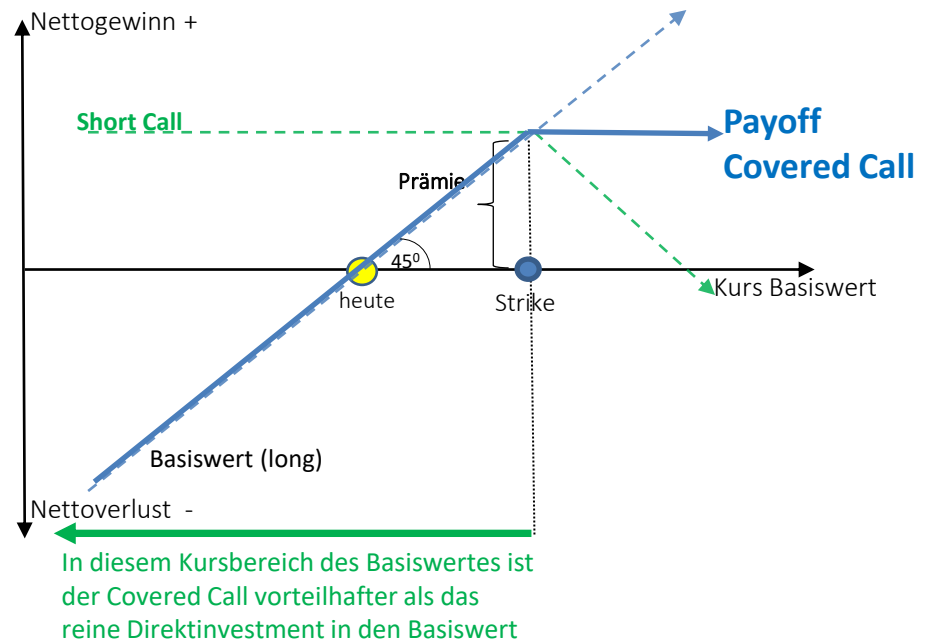 Nettogewinn +
Short Call
Payoff
Covered Call
Prämie
45⁰
heute
Strike
Kurs Basiswert
Basiswert (long)
Nettoverlust -
In diesem Kursbereich des Basiswertes ist
der Covered Call vorteilhafter als das
reine Direktinvestment in den Basiswert